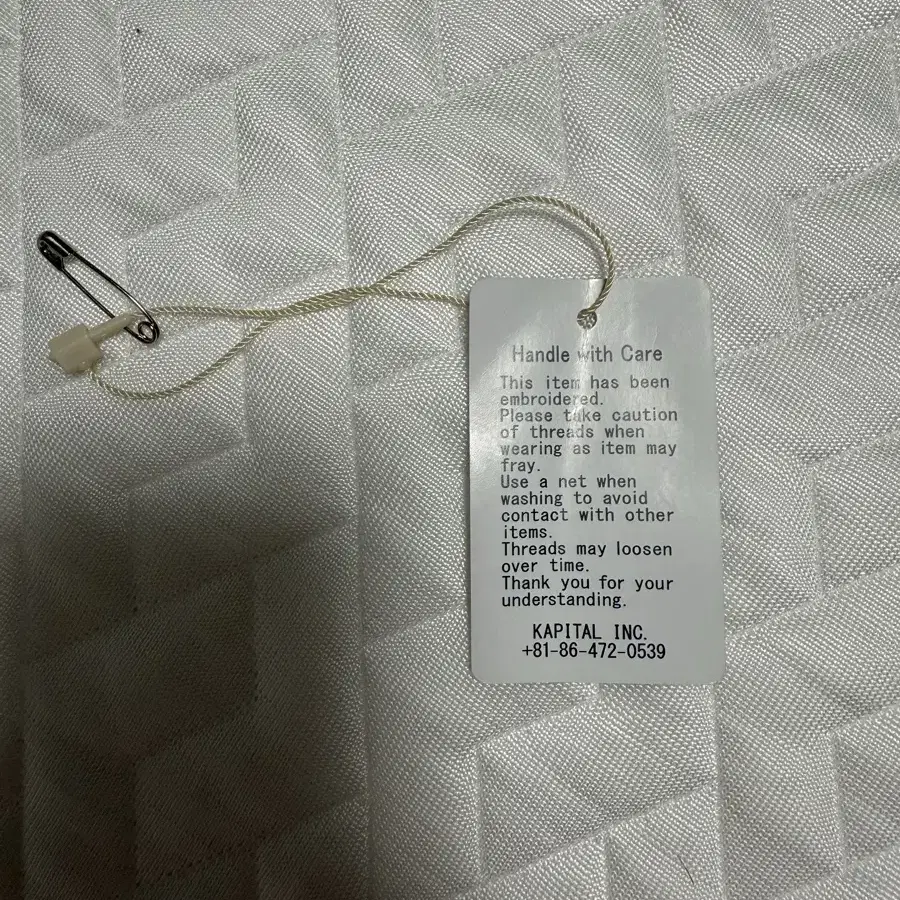 Handle with Care
This item has been
embroidered.
Please take caution
of threads when
wearing as item may
fray.
Use a net when
washing to avoid
contact with other
items.
Threads may loosen
over time.
Thank you for your
understanding.
KAPITAL INC.
+81-86-472-0539